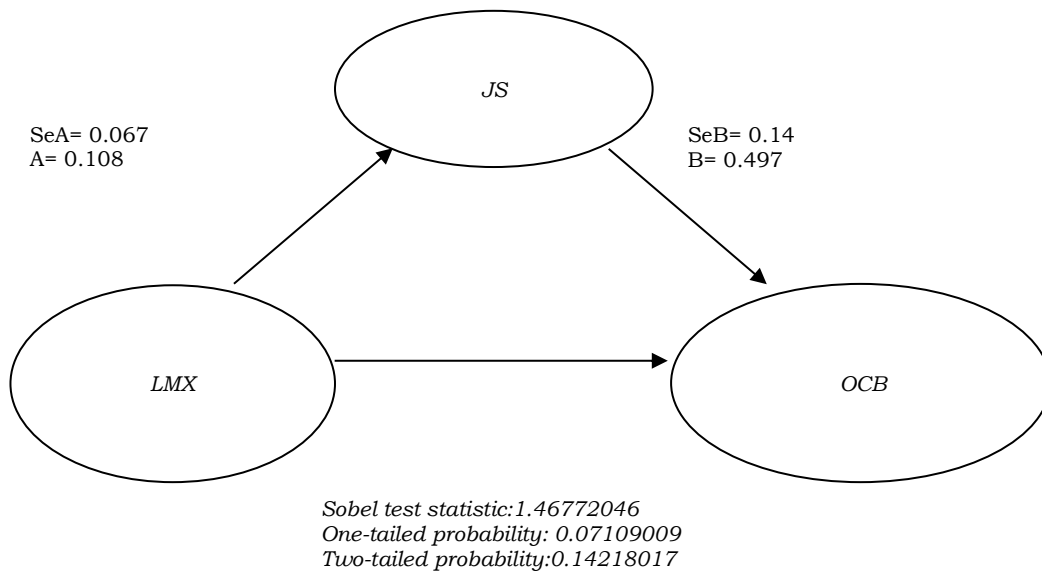 JS
SeA= 0.067
A= 0.108
SeB= 0.14
B= 0.497
LMX
OCB
Sobel test statistic:1.46772046
One-tailed probability: 0.07109009
Two-tailed probability:0.14218017